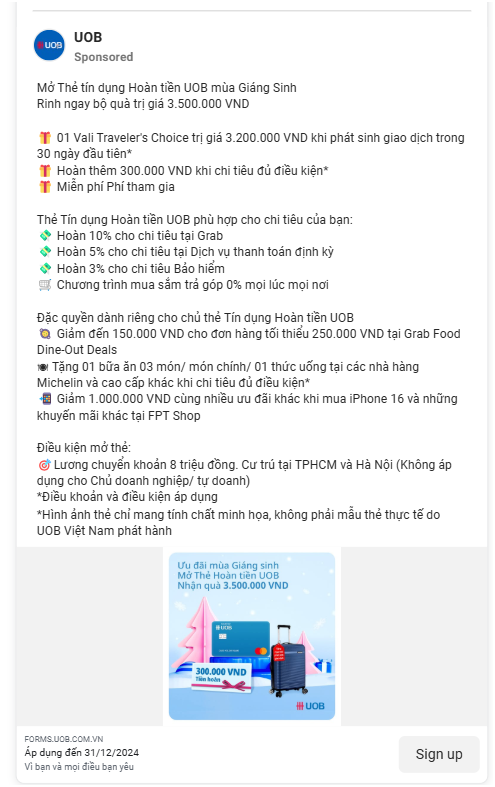 UOB
UOB
Sponsored
Mở Thẻ tín dụng Hoàn tiền UOB mùa Giáng Sinh
Rinh ngay bộ quà trị giá 3.500.000 VND
🎁 01 Vali Traveler's Choice trị giá 3.200.000 VND khi phát sinh giao dịch trong
30 ngày đầu tiên*
🎁 Hoàn thêm 300.000 VND khi chi tiêu đủ điều kiện*
🎁 Miễn phí Phí tham gia
Thẻ Tín dụng Hoàn tiền UOB phù hợp cho chi tiêu của bạn:
💸 Hoàn 10% cho chi tiêu tại Grab
💸 Hoàn 5% cho chi tiêu tại Dịch vụ thanh toán định kỳ
💸 Hoàn 3% cho chi tiêu Bảo hiểm
🛒 Chương trình mua sắm trả góp 0% mọi lúc mọi nơi
Đặc quyền dành riêng cho chủ thẻ Tín dụng Hoàn tiền UOB
🥘 Giảm đến 150.000 VND cho đơn hàng tối thiểu 250.000 VND tại Grab Food
Dine-Out Deals
🍽 Tặng 01 bữa ăn 03 món/ món chính/ 01 thức uống tại các nhà hàng
Michelin và cao cấp khác khi chi tiêu đủ điều kiện*
📲 Giảm 1.000.000 VND cùng nhiều ưu đãi khác khi mua iPhone 16 và những
khuyến mãi khác tại FPT Shop
Điều kiện mở thẻ:
🎯 Lương chuyển khoản 8 triệu đồng. Cư trú tại TPHCM và Hà Nội (Không áp
dụng cho Chủ doanh nghiệp/ tự doanh)
*Điều khoản và điều kiện áp dụng
*Hình ảnh thẻ chỉ mang tính chất minh họa, không phải mẫu thẻ thực tế do
UOB Việt Nam phát hành
Ưu đãi mùa Giáng sinh
Mở Thẻ Hoàn tiền UOB
Nhận quà 3.500.000 VND
UOB
300.000 VND
Tiền hoàn
UOB
FORMS.UOB.COM.VN
Áp dụng đến 31/12/2024
Vì bạn và mọi điều bạn yêu
Sign up